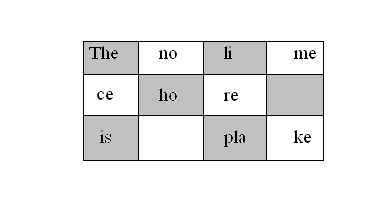 The no li me
ce ho re
is pla ke